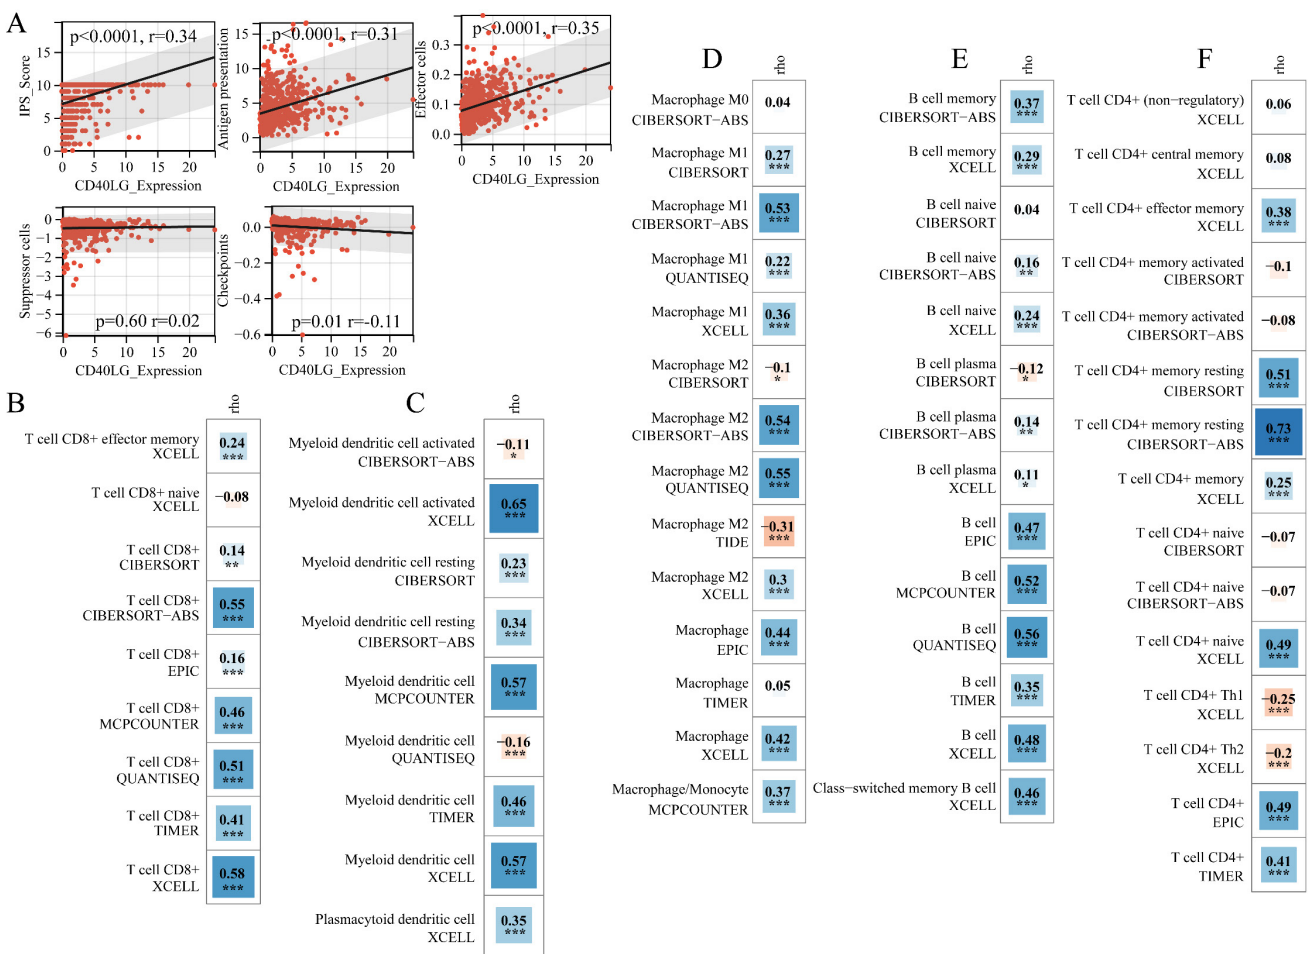 A
p<0.0001, r=0.34
IPS_Score
15
10
5
0
0
5
10
15
20
CD40LG_Expression
p<0.0001, r=0.31
Antigen presentation
15
10
5
0
0
5
10
15
20
CD40LG_Expression
p<0.0001, r=0.35
Effector cells
0.3
0.2
0.1
0.0
0
5
10
15
20
CD40LG_Expression
Suppressor cells
0
−1
−2
−3
−4
−5
−6
p=0.60 r=0.02
0
5
10
15
20
CD40LG_Expression
Checkpoints
0.0
−0.2
−0.4
−0.6
p=0.01 r=-0.11
0
5
10
15
20
CD40LG_Expression
B
rho
T cell CD8+ effector memory
XCELL
0.24
***
T cell CD8+ naive
XCELL
−0.08
T cell CD8+
CIBERSORT
0.14
**
T cell CD8+
CIBERSORT−ABS
0.55
***
T cell CD8+
EPIC
0.16
***
T cell CD8+
MCPCOUNTER
0.46
***
T cell CD8+
QUANTISEQ
0.51
***
T cell CD8+
TIMER
0.41
***
T cell CD8+
XCELL
0.58
***
C
rho
Myeloid dendritic cell activated
CIBERSORT−ABS
−0.11
*
Myeloid dendritic cell activated
XCELL
0.65
***
Myeloid dendritic cell resting
CIBERSORT
0.23
***
Myeloid dendritic cell resting
CIBERSORT−ABS
0.34
***
Myeloid dendritic cell
MCPCOUNTER
0.57
***
Myeloid dendritic cell
QUANTISEQ
−0.16
***
Myeloid dendritic cell
TIMER
0.46
***
Myeloid dendritic cell
XCELL
0.57
***
Plasmacytoid dendritic cell
XCELL
0.35
***
D
rho
Macrophage M0
CIBERSORT−ABS
0.04
Macrophage M1
CIBERSORT
0.27
***
Macrophage M1
CIBERSORT−ABS
0.53
***
Macrophage M1
QUANTISEQ
0.22
***
Macrophage M1
XCELL
0.36
***
Macrophage M2
CIBERSORT
−0.1
*
Macrophage M2
CIBERSORT−ABS
0.54
***
Macrophage M2
QUANTISEQ
0.55
***
Macrophage M2
TIDE
−0.31
***
Macrophage M2
XCELL
0.3
***
Macrophage
EPIC
0.44
***
Macrophage
TIMER
0.05
Macrophage
XCELL
0.42
***
Macrophage/Monocyte
MCPCOUNTER
0.37
***
E
rho
B cell memory
CIBERSORT−ABS
0.37
***
B cell memory
XCELL
0.29
***
B cell naive
CIBERSORT
0.04
B cell naive
CIBERSORT−ABS
0.16
**
B cell naive
XCELL
0.24
***
B cell plasma
CIBERSORT
−0.12
*
B cell plasma
CIBERSORT−ABS
0.14
**
B cell plasma
XCELL
0.11
*
B cell
EPIC
0.47
***
B cell
MCPCOUNTER
0.52
***
B cell
QUANTISEQ
0.56
***
B cell
TIMER
0.35
***
B cell
XCELL
0.48
***
Class−switched memory B cell
XCELL
0.46
***
F
rho
T cell CD4+ (non−regulatory)
XCELL
0.06
T cell CD4+ central memory
XCELL
0.08
T cell CD4+ effector memory
XCELL
0.38
***
T cell CD4+ memory activated
CIBERSORT
−0.1
T cell CD4+ memory activated
CIBERSORT−ABS
−0.08
T cell CD4+ memory resting
CIBERSORT
0.51
***
T cell CD4+ memory resting
CIBERSORT−ABS
0.73
***
T cell CD4+ memory
XCELL
0.25
***
T cell CD4+ naive
CIBERSORT
−0.07
T cell CD4+ naive
CIBERSORT−ABS
−0.07
T cell CD4+ naive
XCELL
0.49
***
T cell CD4+ Th1
XCELL
−0.25
***
T cell CD4+ Th2
XCELL
−0.2
***
T cell CD4+
EPIC
0.49
***
T cell CD4+
TIMER
0.41
***